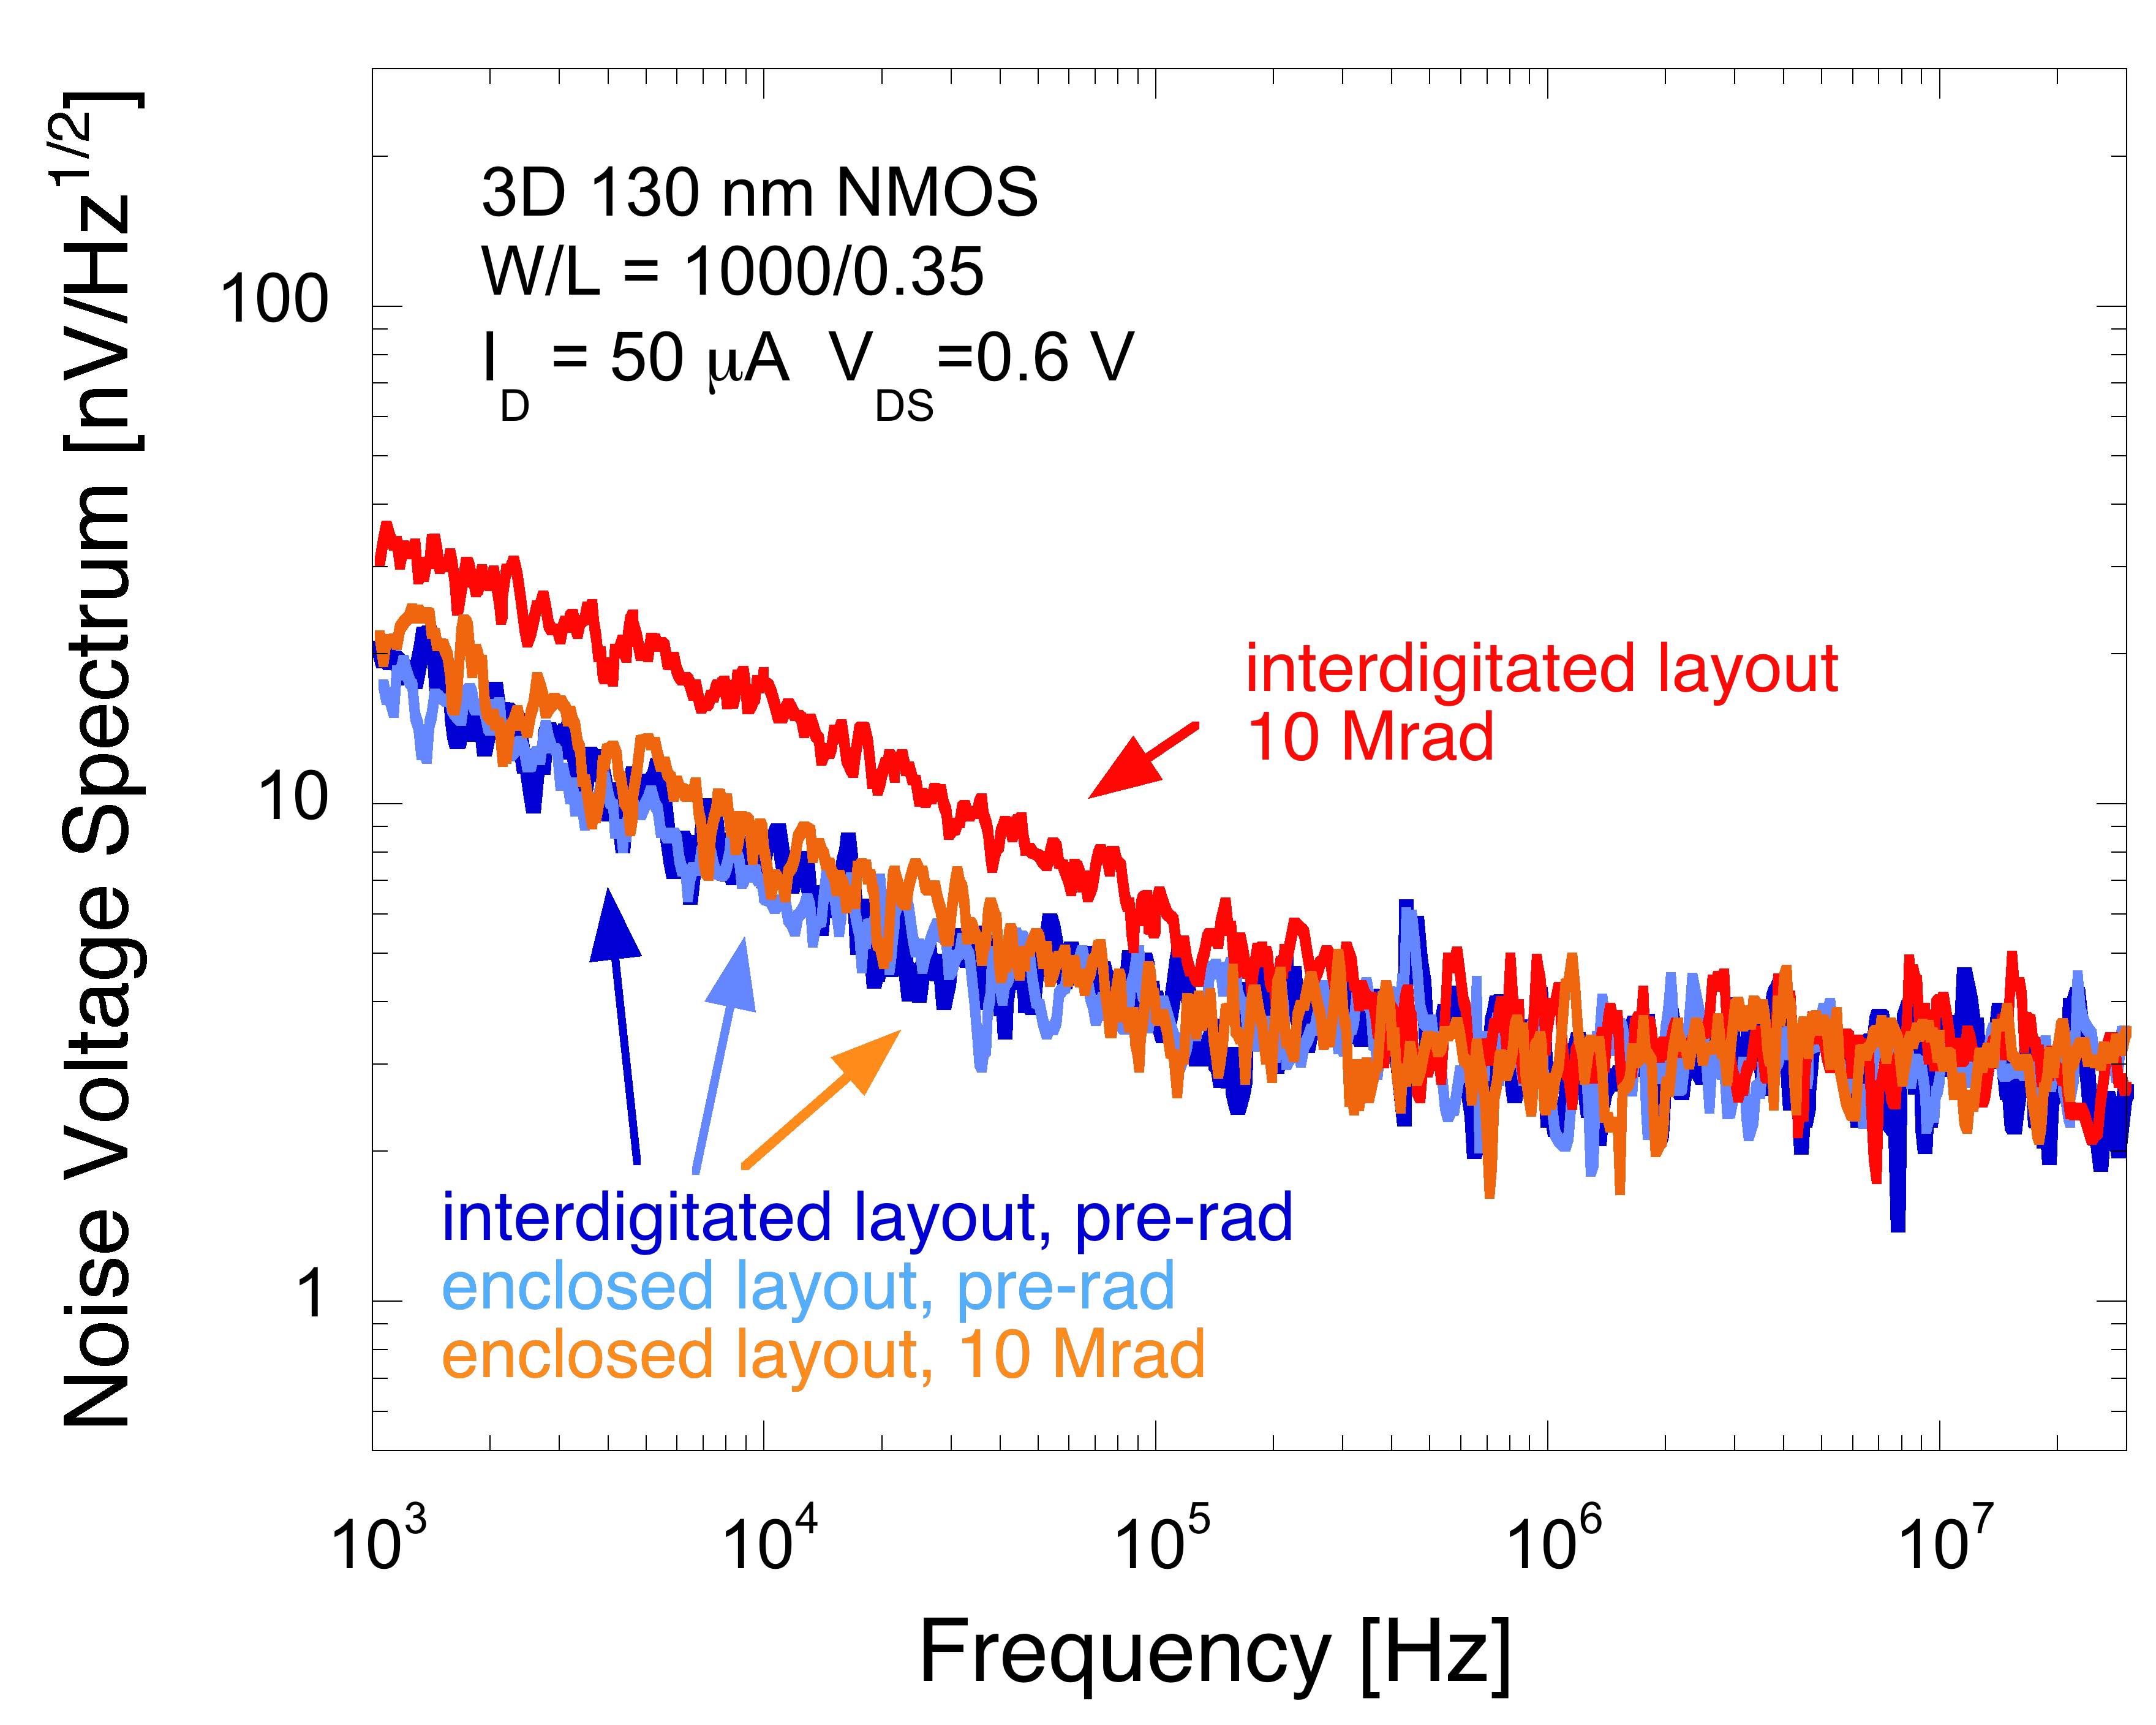 Noise Voltage Spectrum [nV/Hz^1/2]
100
10
1
3D 130 nm NMOS
W/L = 1000/0.35
I_D = 50 μA V_DS=0.6 V
interdigitated layout
10 Mrad
interdigitated layout, pre-rad
enclosed layout, pre-rad
enclosed layout, 10 Mrad
10^3 10^4 10^5 10^6 10^7
Frequency [Hz]